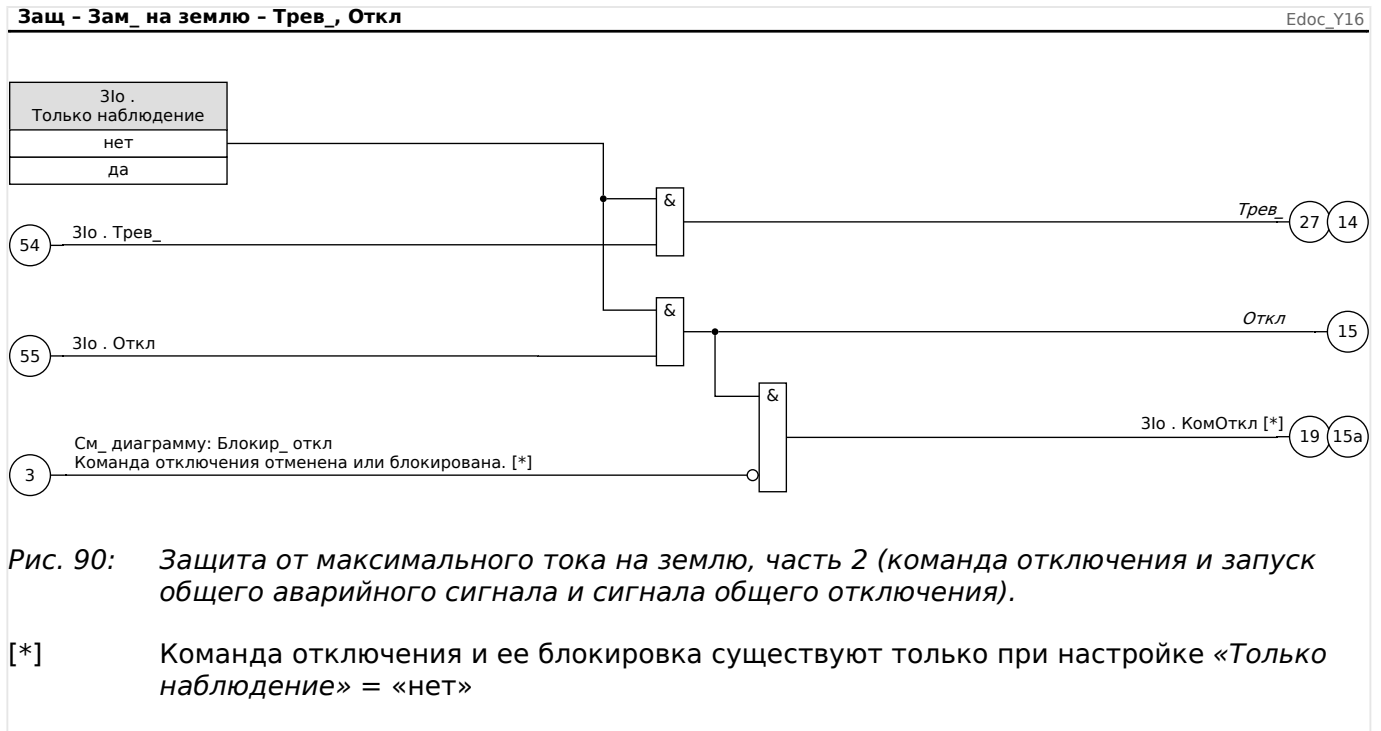 Защ – Зам_ на землю – Трев_, Откл
Edoc_Y16
3Io .
Только наблюдение
нет
да
&
54
3Io . Трев_
Трев_
27
14
&
55
3Io . Откл
Откл
15
&
3
См_ диаграмму: Блокир_ откл
Команда отключения отменена или блокирована. [*]
3Io . КомОткл [*]
19
15a
Рис. 90: Защита от максимального тока на землю, часть 2 (команда отключения и запуск
общего аварийного сигнала и сигнала общего отключения).
[*] Команда отключения и ее блокировка существуют только при настройке «Только
наблюдение» = «нет»